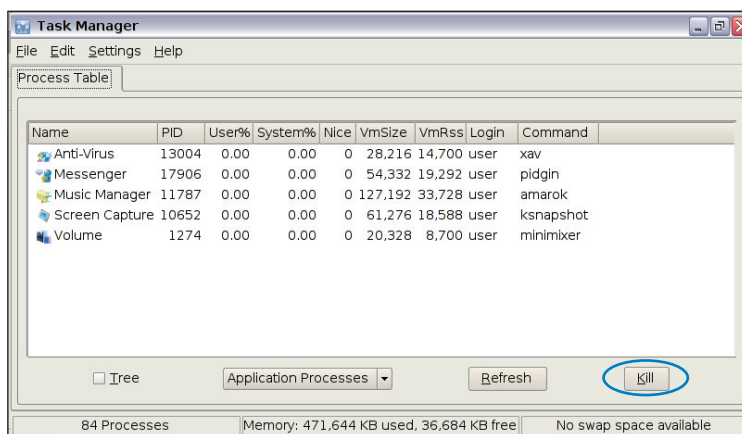 Task Manager
File Edit Settings Help
Process Table
Name PID User% System% Nice VmSize VmRss Login Command
Anti-Virus 13004 0.00 0.00 0 28,216 14,700 user xav
Messenger 17906 0.00 0.00 0 54,332 19,292 user pidgin
Music Manager 11787 0.00 0.00 0 127,192 33,728 user amarok
Screen Capture 10652 0.00 0.00 0 61,276 18,588 user ksnapshot
Volume 1274 0.00 0.00 0 20,328 8,700 user minimixer
Tree Application Processes Refresh Kill
84 Processes Memory: 471,644 KB used, 36,684 KB free No swap space available